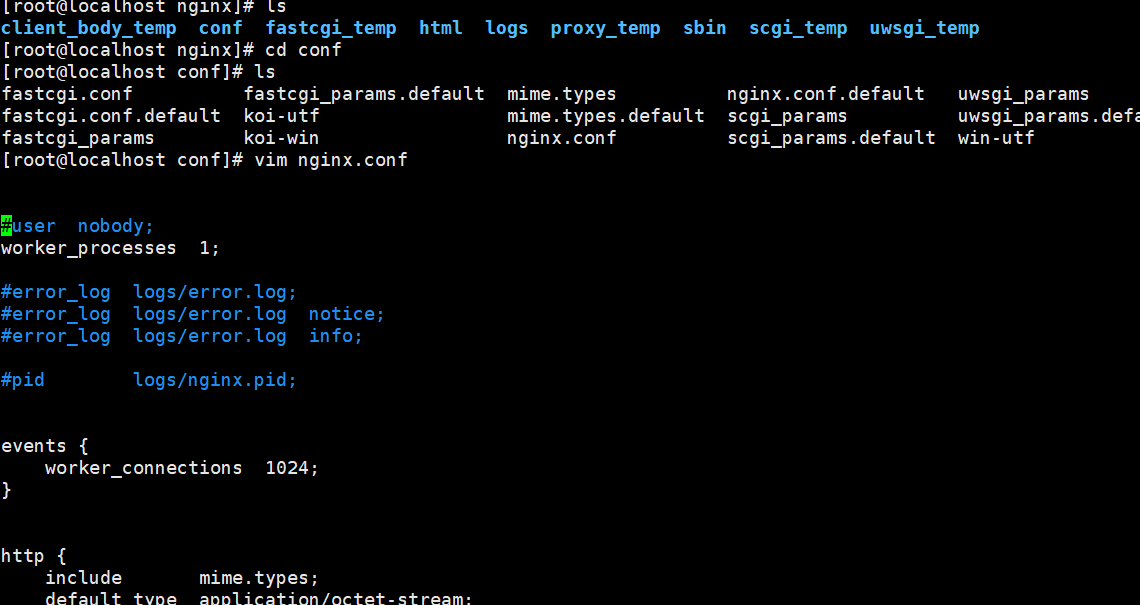 [root@localhost nginx]# ls
client_body_temp  conf  fastcgi_temp  html  logs  proxy_temp  sbin  scgi_temp  uwsgi_temp
[root@localhost nginx]# cd conf
[root@localhost conf]# ls
fastcgi.conf          fastcgi_params.default  mime.types          nginx.conf.default   uwsgi_params
fastcgi.conf.default  koi-utf                 mime.types.default  scgi_params          uwsgi_params.defa
fastcgi_params        koi-win                 nginx.conf          scgi_params.default  win-utf
[root@localhost conf]# vim nginx.conf
#user  nobody;
worker_processes  1;
#error_log  logs/error.log;
#error_log  logs/error.log  notice;
#error_log  logs/error.log  info;
#pid        logs/nginx.pid;
events {
    worker_connections  1024;
}
http {
    include       mime.types;
    default_type  application/octet-stream;